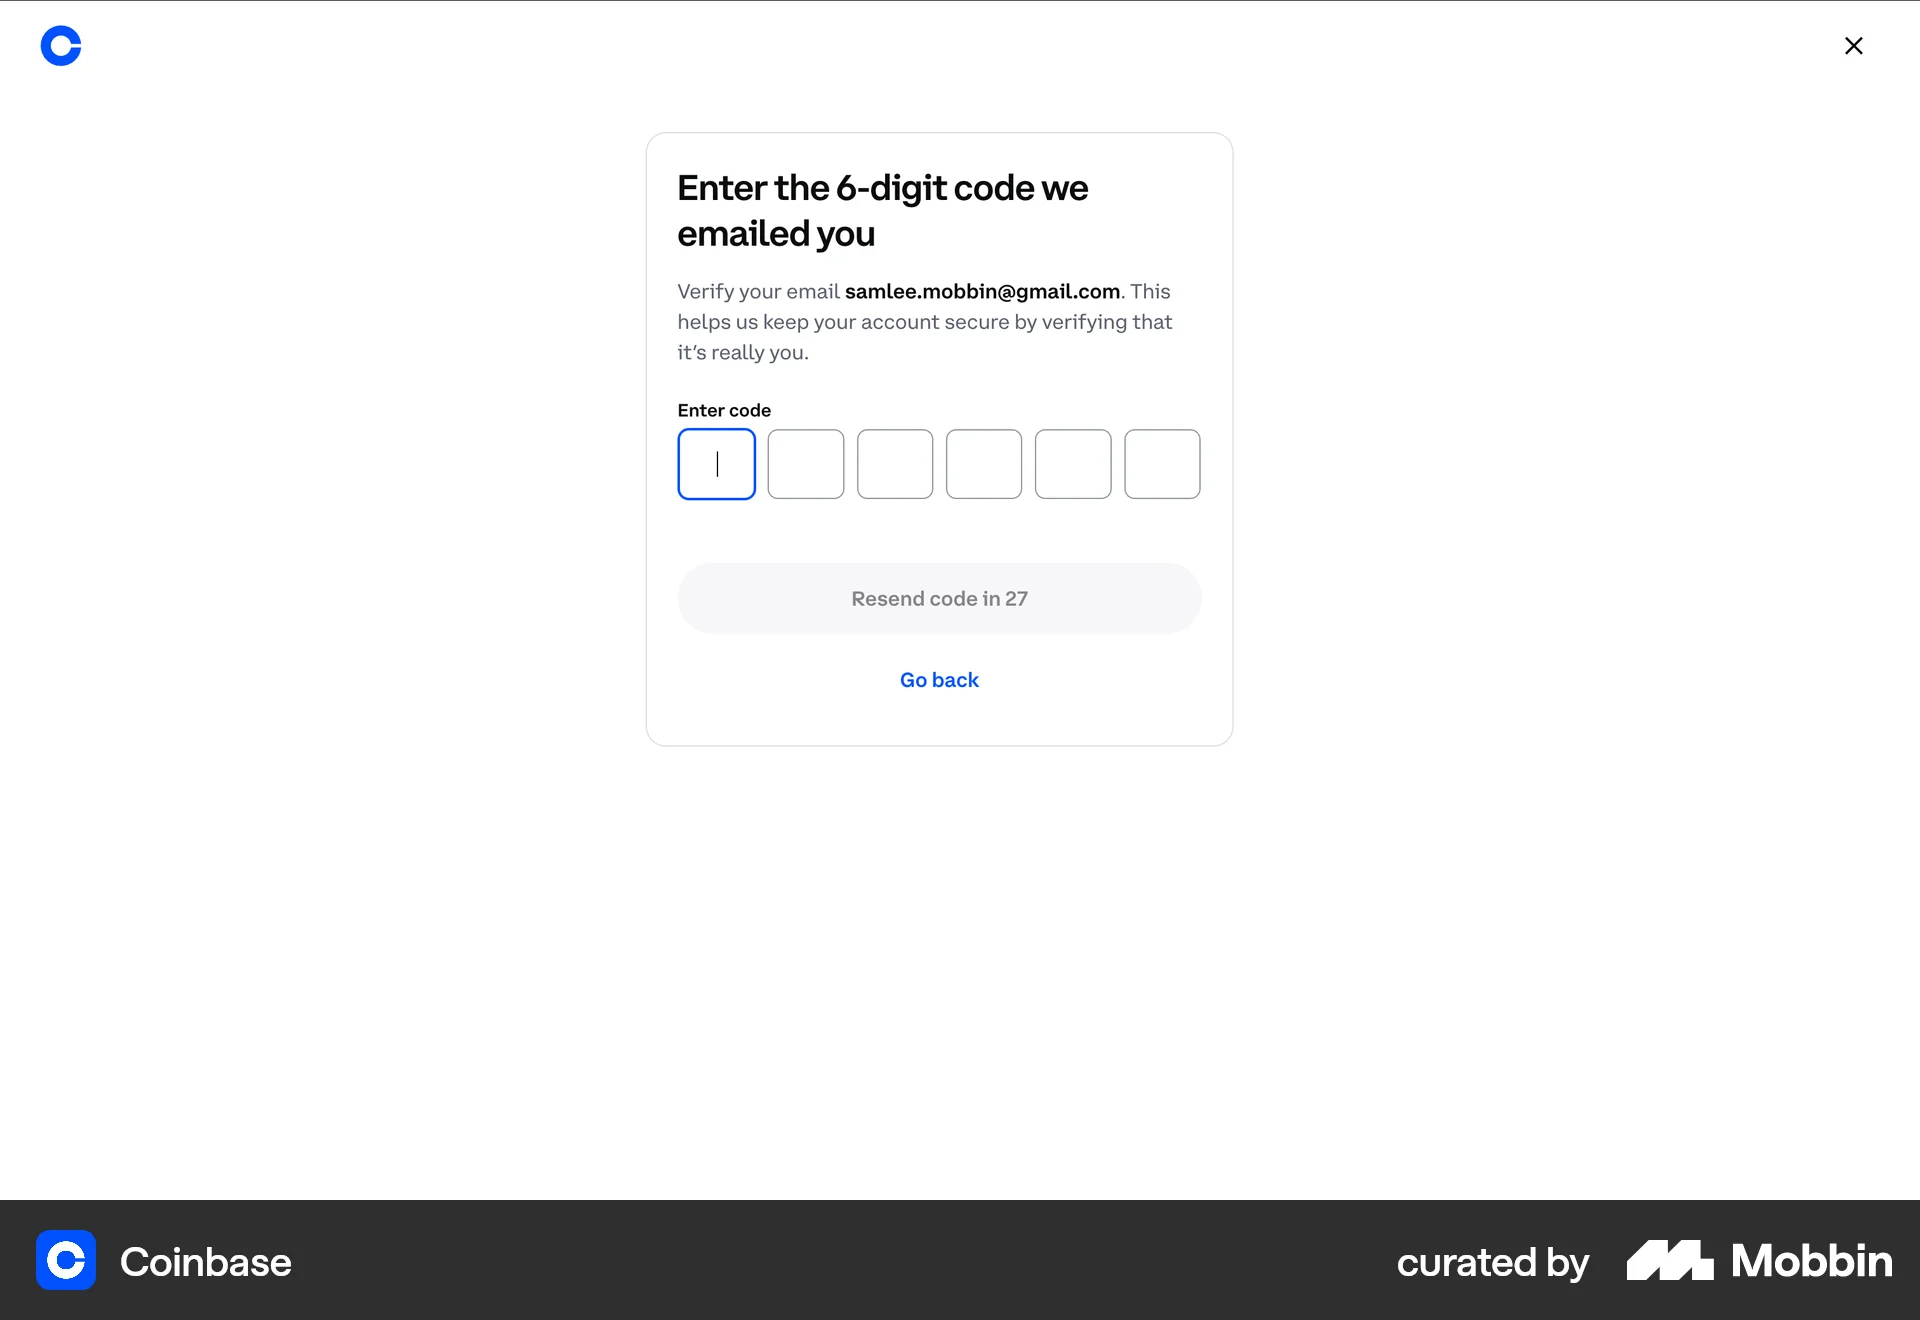 Enter the 6-digit code we
emailed you
Verify your email samlee.mobbin@gmail.com. This
helps us keep your account secure by verifying that
it’s really you.
Enter code
Resend code in 27
Go back
Coinbase
curated by Mobbin